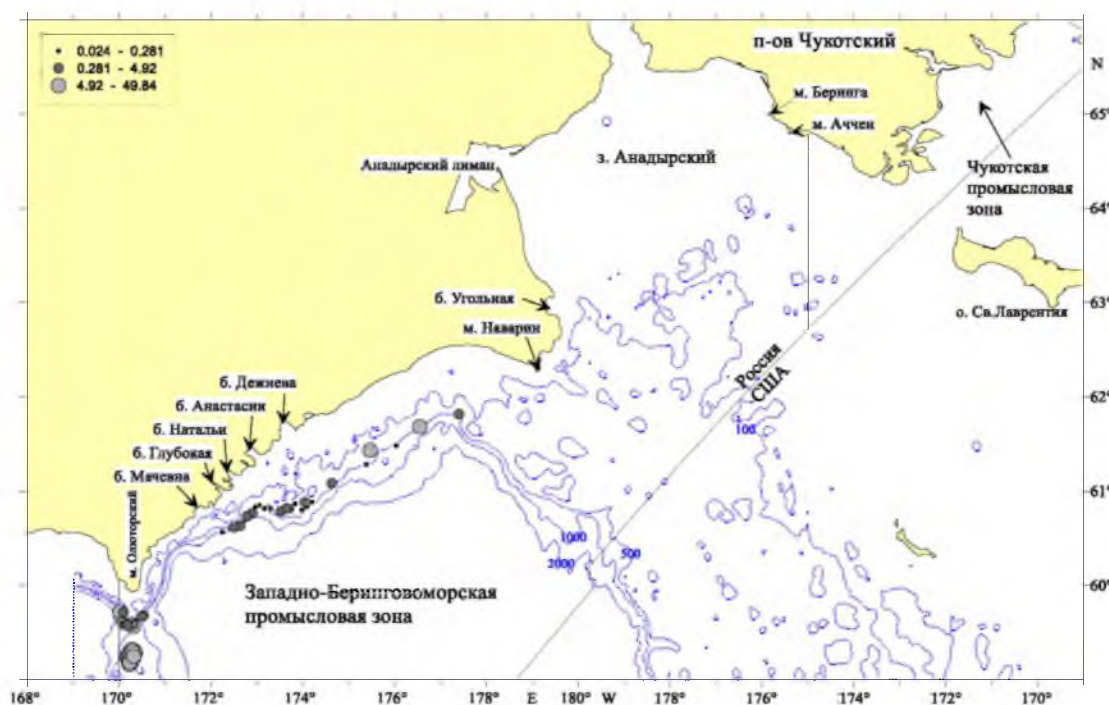 0.024 - 0.281
0.281 - 4.92
4.92 - 49.84
п-ов Чукотский
N
м. Беринга
65°
м. Аччен
з. Анадырский
Анадырский лиман
Чукотская
промысловая
зона
64°
63°
б. Угольная
о. Св.Лаврентия
м. Наварин
Россия
США
б. Дежнева
62°
б. Анастасии
100
б. Натальи
б. Глубокая
б. Мачевна
61°
м. Олюторский
1000
500
2000
60°
Западно-Беринговоморская
промысловая зона
168° 170° 172° 174° 176° 178° E 180° W 178° 176° 174° 172° 170°